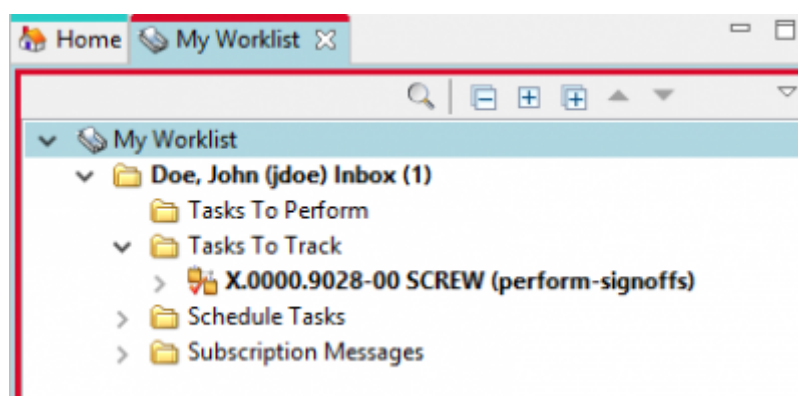 Home My Worklist
My Worklist
Doe, John (jdoe) Inbox (1)
Tasks To Perform
Tasks To Track
X.0000.9028-00 SCREW (perform-signoffs)
Schedule Tasks
Subscription Messages